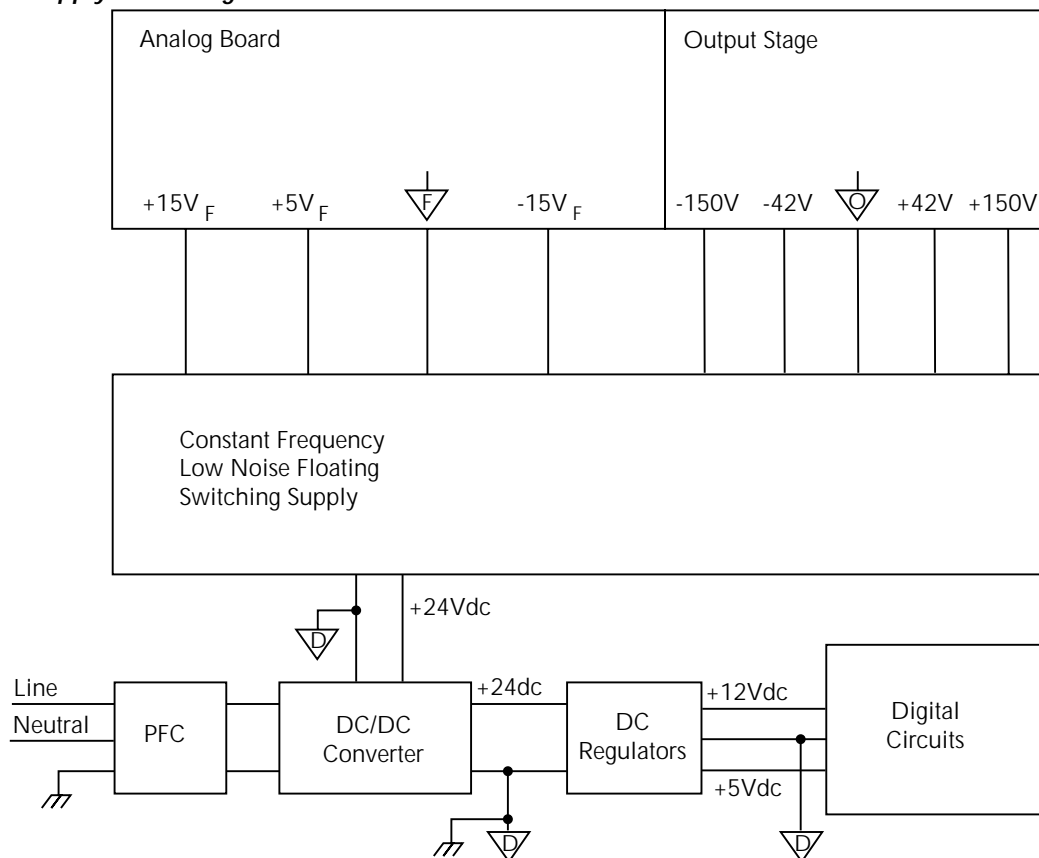 Analog Board
Output Stage
+15V F
+5V F
F
-15V F
-150V
-42V
O
+42V
+150V
Constant Frequency
Low Noise Floating
Switching Supply
D
+24Vdc
Line
Neutral
PFC
DC/DC
Converter
+24dc
DC
Regulators
+12Vdc
+5Vdc
Digital
Circuits
D
D